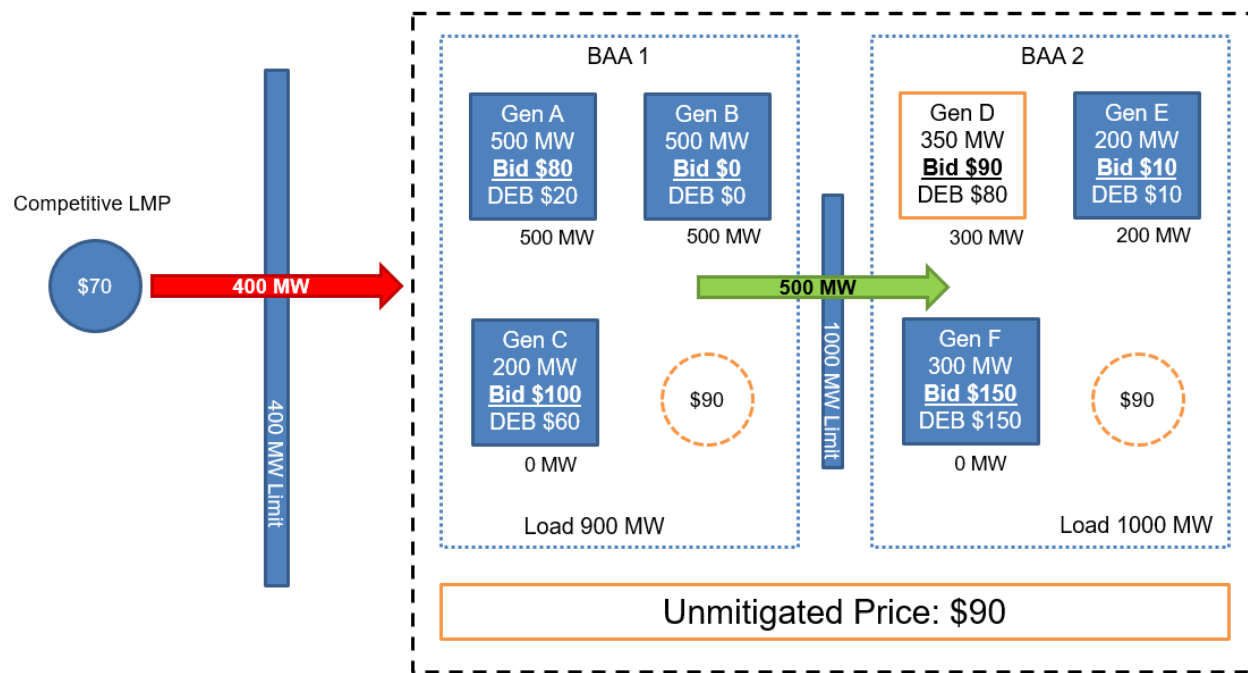 Competitive LMP
$70
400 MW
400 MW Limit
BAA 1
Gen A
500 MW
Bid $80
DEB $20
500 MW
Gen B
500 MW
Bid $0
DEB $0
500 MW
Gen C
200 MW
Bid $100
DEB $60
0 MW
$90
Load 900 MW
500 MW
1000 MW Limit
BAA 2
Gen D
350 MW
Bid $90
DEB $80
300 MW
Gen E
200 MW
Bid $10
DEB $10
200 MW
Gen F
300 MW
Bid $150
DEB $150
0 MW
$90
Load 1000 MW
Unmitigated Price: $90